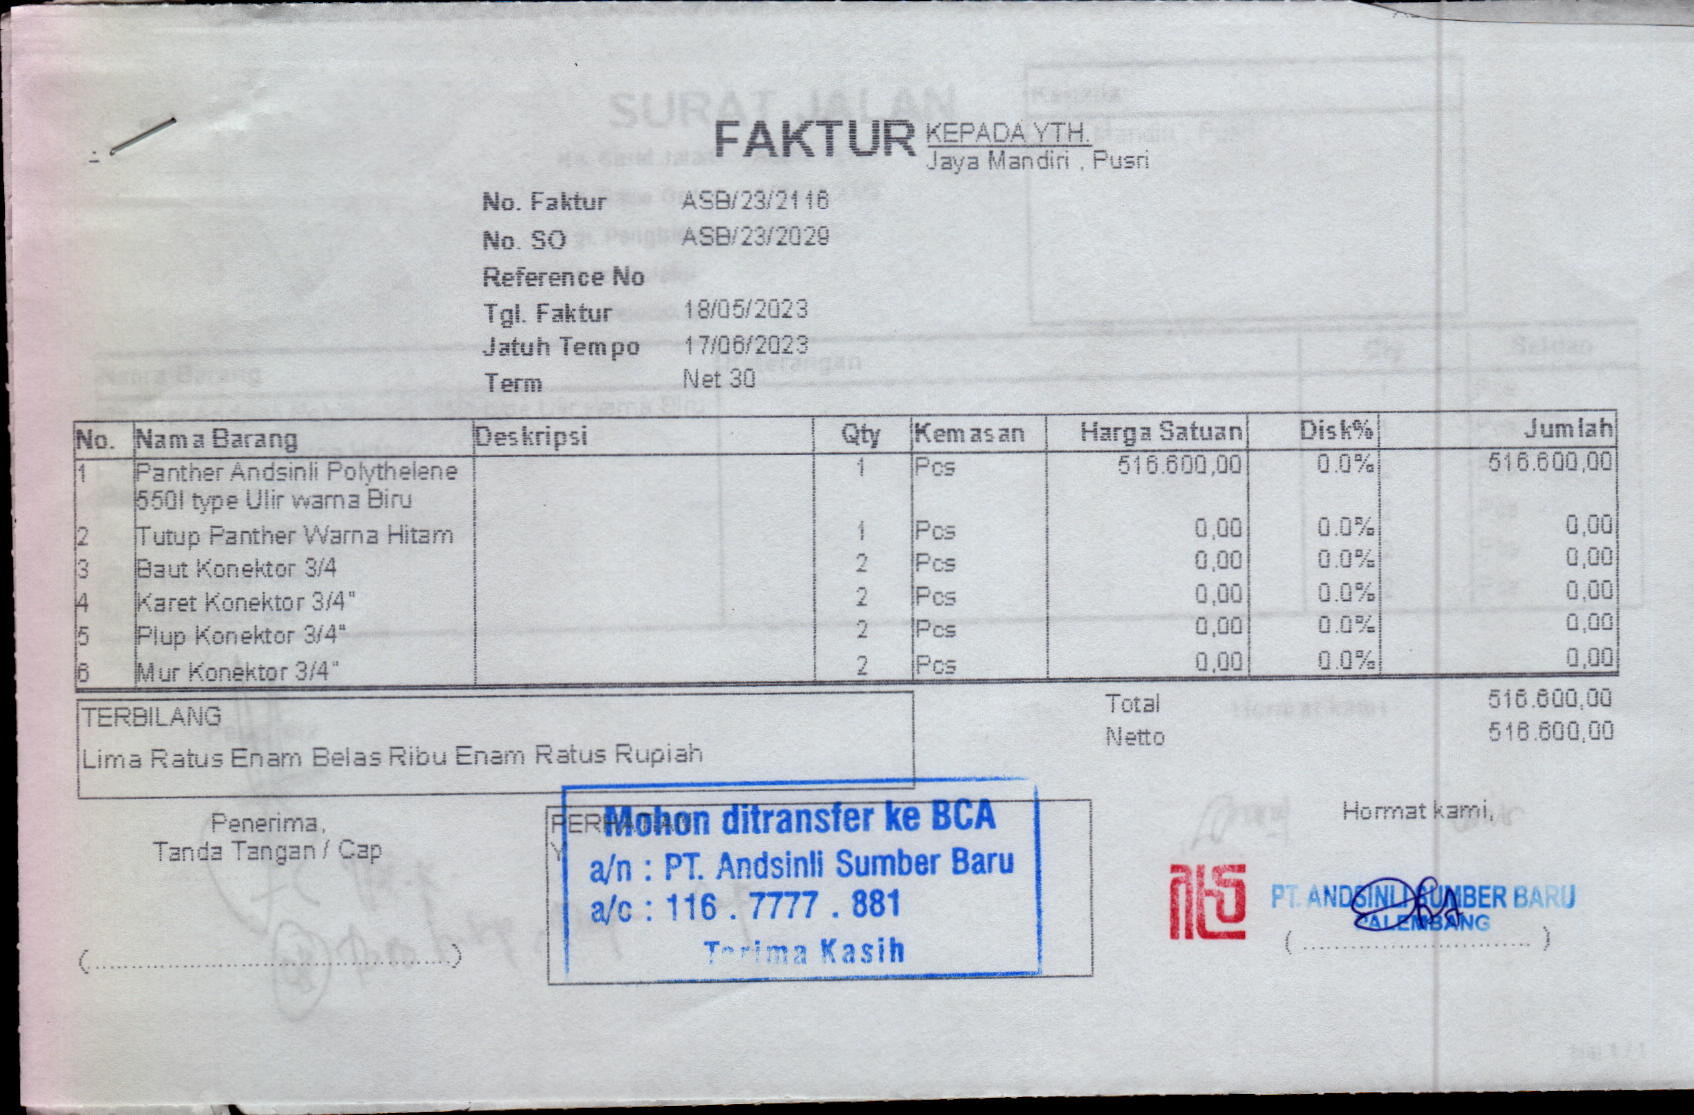 FAKTUR
KEPADA YTH.
Jaya Mandiri , Pusri
No. Faktur ASB/23/2116
No. SO ASB/23/2029
Reference No
Tgl. Faktur 18/05/2023
Jatuh Tempo 17/06/2023
Term Net 30
No. Nama Barang Deskripsi Qty Kemasan Harga Satuan Disk% Jumlah
1 Panther Andsinli Polythelene 1 Pcs 516.600,00 0.0% 516.600,00
550l type Ulir warna Biru
2 Tutup Panther Warna Hitam 1 Pcs 0,00 0.0% 0,00
3 Baut Konektor 3/4 2 Pcs 0,00 0.0% 0,00
4 Karet Konektor 3/4" 2 Pcs 0,00 0.0% 0,00
5 Plup Konektor 3/4" 2 Pcs 0,00 0.0% 0,00
6 Mur Konektor 3/4" 2 Pcs 0,00 0.0% 0,00
TERBILANG
Lima Ratus Enam Belas Ribu Enam Ratus Rupiah
Total 516.600,00
Netto 516.600,00
Penerima,
Tanda Tangan / Cap
(..........................................)
Mohon ditransfer ke BCA
a/n : PT. Andsinli Sumber Baru
a/c : 116 . 7777 . 881
Terima Kasih
Hormat kami,
PT. ANDSINLI SUMBER BARU
PALEMBANG
( .............................. )
SURAT JALAN